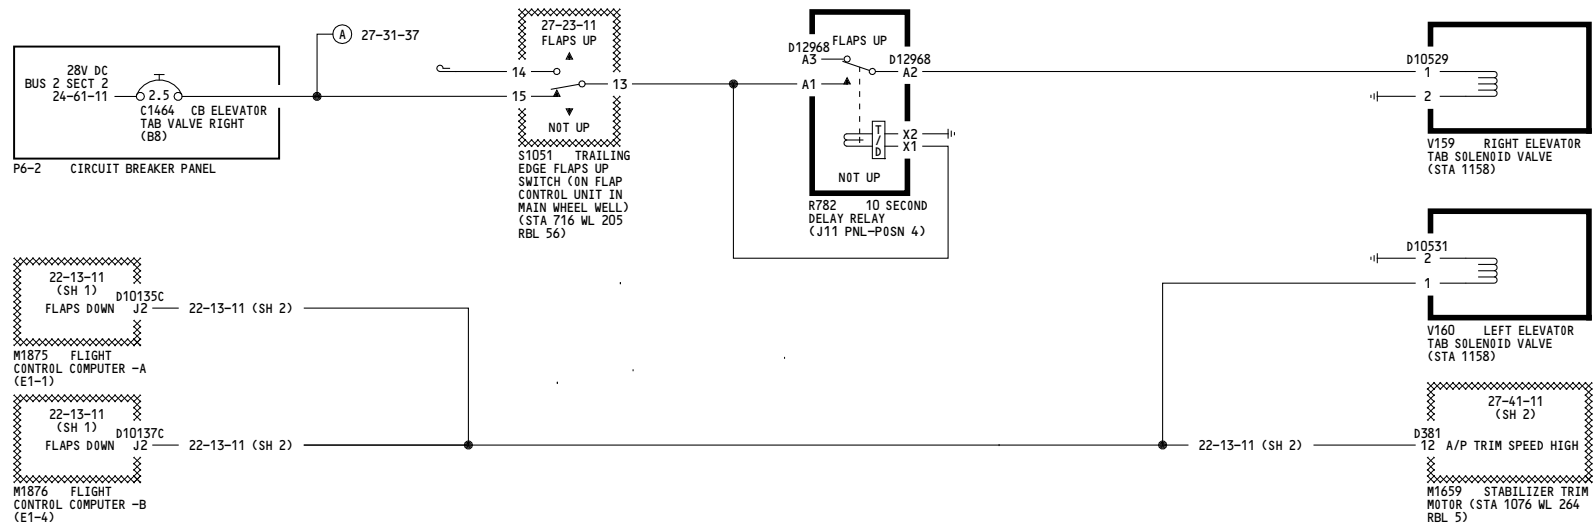 A 27-31-37
28V DC
BUS 2 SECT 2
24-61-11
2.5
C1464 CB ELEVATOR
TAB VALVE RIGHT
(B8)
P6-2 CIRCUIT BREAKER PANEL
27-23-11
FLAPS UP
14
15
13
NOT UP
S1051 TRAILING
EDGE FLAPS UP
SWITCH (ON FLAP
CONTROL UNIT IN
MAIN WHEEL WELL)
(STA 716 WL 205
RBL 56)
FLAPS UP
D12968
A3
A1
D12968
A2
T/D
X2
X1
NOT UP
R782 10 SECOND
DELAY RELAY
(J11 PNL-POSN 4)
D10529
1
2
V159 RIGHT ELEVATOR
TAB SOLENOID VALVE
(STA 1158)
D10531
2
1
V160 LEFT ELEVATOR
TAB SOLENOID VALVE
(STA 1158)
22-13-11
(SH 1)
FLAPS DOWN
D10135C
J2
22-13-11 (SH 2)
M1875 FLIGHT
CONTROL COMPUTER -A
(E1-1)
22-13-11
(SH 1)
FLAPS DOWN
D10137C
J2
22-13-11 (SH 2)
M1876 FLIGHT
CONTROL COMPUTER -B
(E1-4)
22-13-11 (SH 2)
27-41-11
(SH 2)
D381
12 A/P TRIM SPEED HIGH
M1659 STABILIZER TRIM
MOTOR (STA 1076 WL 264
RBL 5)